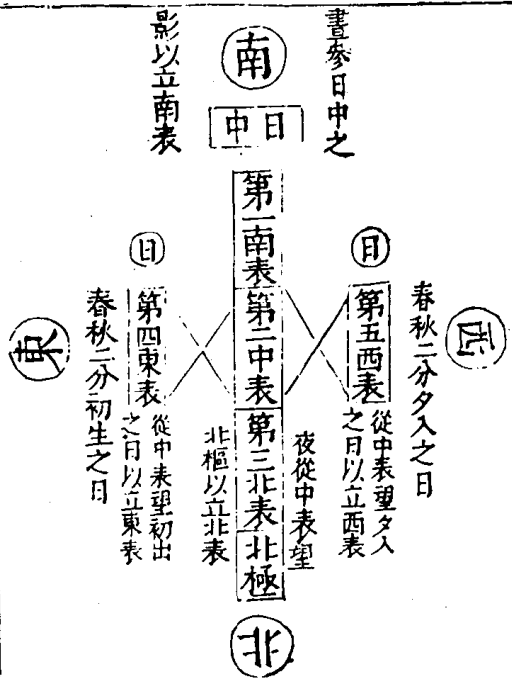 南
晝參日中之
影以立南表
日中
第一南表
第二中表
第三北表
北極
日
日
西
春秋二分夕入之日
第五西表
從中表望夕入
之日以立西表
夜從中表望
北樞以立北表
第四東表
從中表望初出
之日以立東表
春秋二分初生之日
東
北